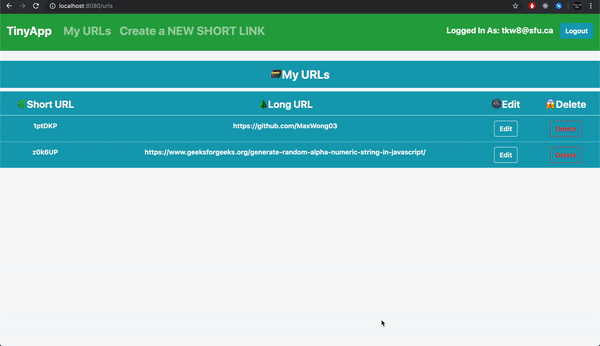 localhost:8080/urls
TinyApp My URLs Create a NEW SHORT LINK Logged In As: tkw8@sfu.ca Logout
My URLs
Short URL Long URL Edit Delete
1ptDKP https://github.com/MaxWong03 Edit Delete
z0k6UP https://www.geeksforgeeks.org/generate-random-alpha-numeric-string-in-javascript/ Edit Delete